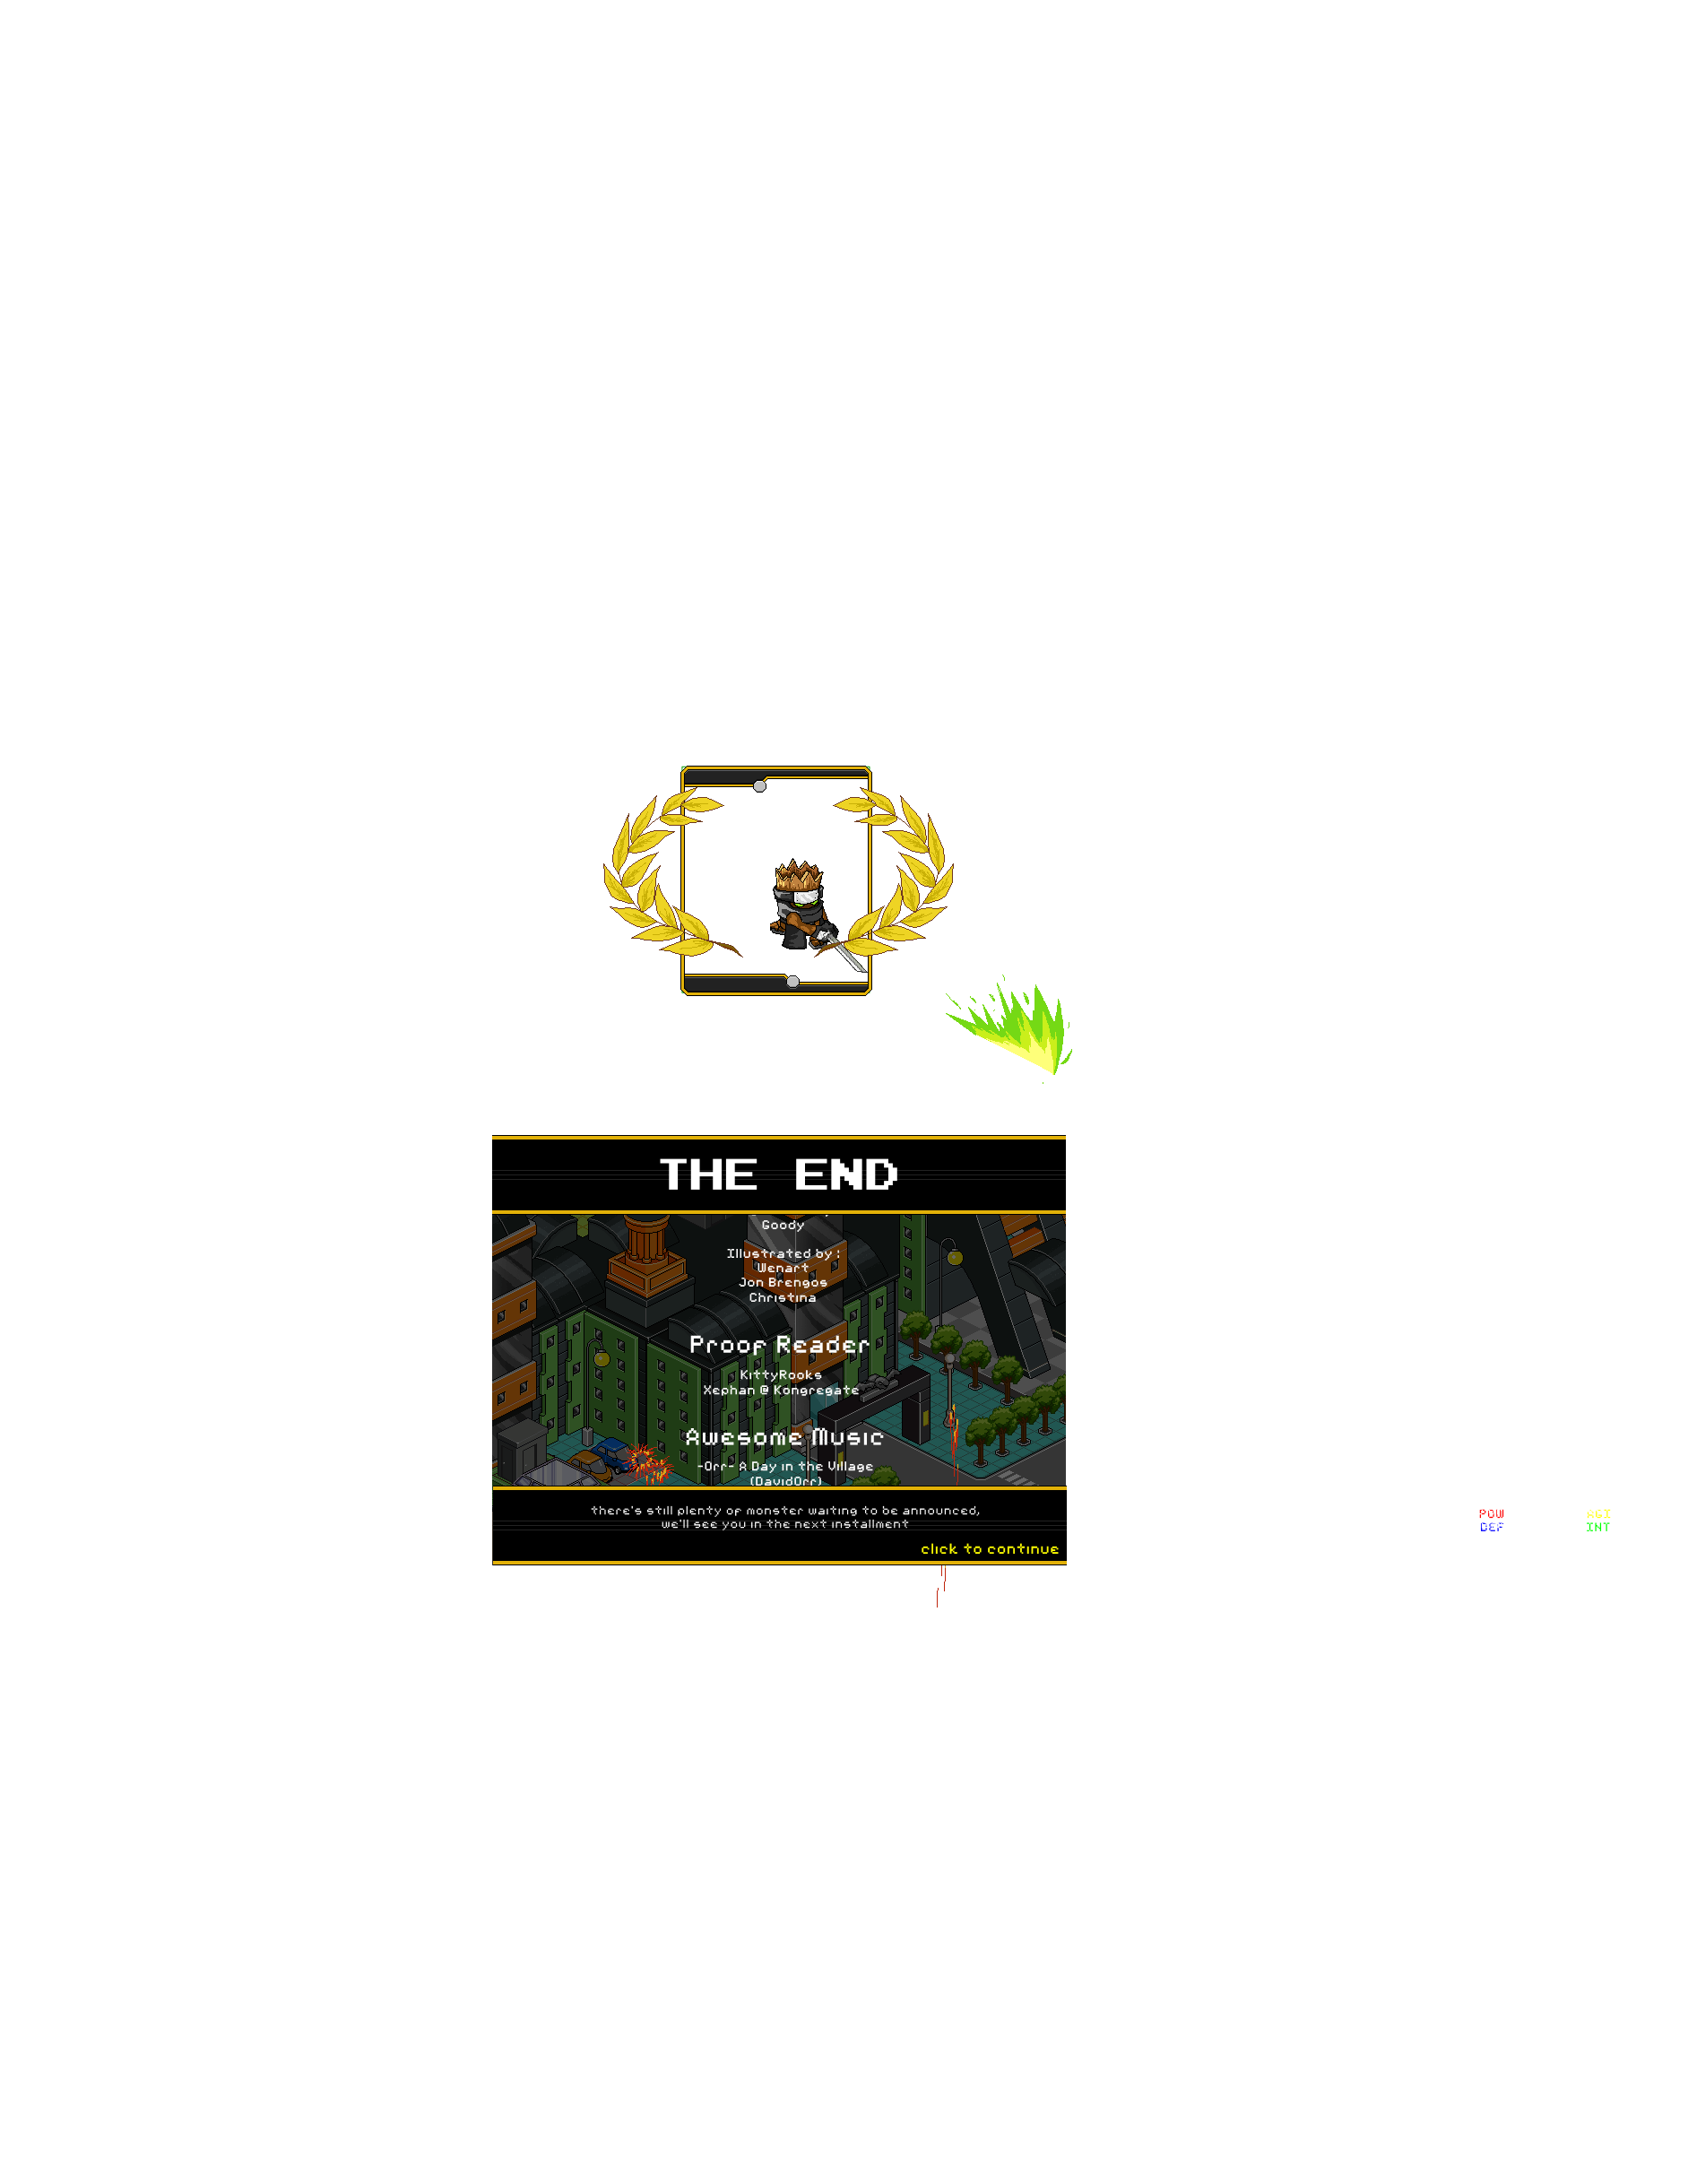 THE END
Goody
Illustrated by :
Wenart
Jon Brengos
Christina
Proof Reader
KittyRooks
Xephan @ Kongregate
Awesome Music
-Orr- A Day in the Village
(DavidOrr)
there's still plenty of monster waiting to be announced,
we'll see you in the next installment
click to continue
POW AGI
DEF INT